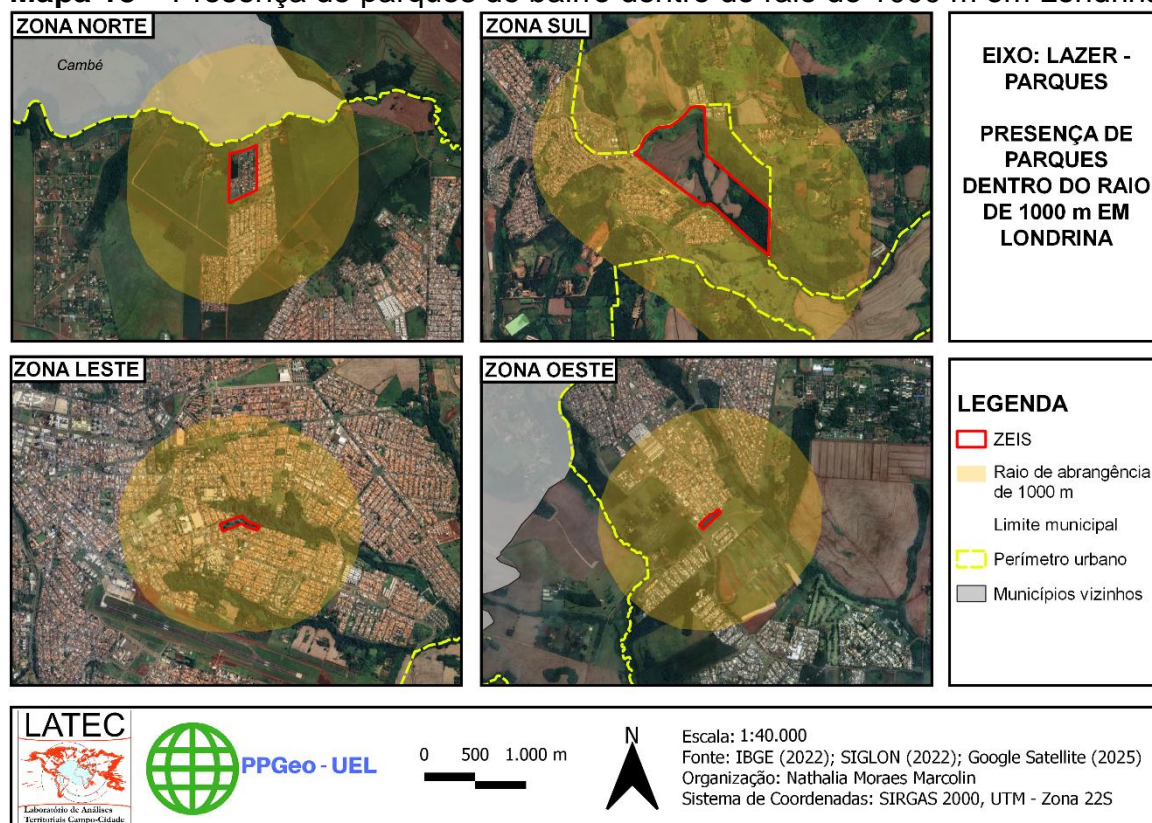 Presença de parques de bairro dentro do raio de 1000 m em Londrina
ZONA NORTE
Cambé
ZONA SUL
EIXO: LAZER -
PARQUES
PRESENÇA DE
PARQUES
DENTRO DO RAIO
DE 1000 m EM
LONDRINA
ZONA LESTE
ZONA OESTE
LEGENDA
ZEIS
Raio de abrangência
de 1000 m
Limite municipal
Perímetro urbano
Municípios vizinhos
LATEC
Laboratório de Análises
Territoriais Campo-Cidade
PPGeo - UEL
0 500 1.000 m
N
Escala: 1:40.000
Fonte: IBGE (2022); SIGLON (2022); Google Satellite (2025)
Organização: Nathalia Moraes Marcolin
Sistema de Coordenadas: SIRGAS 2000, UTM - Zona 22S